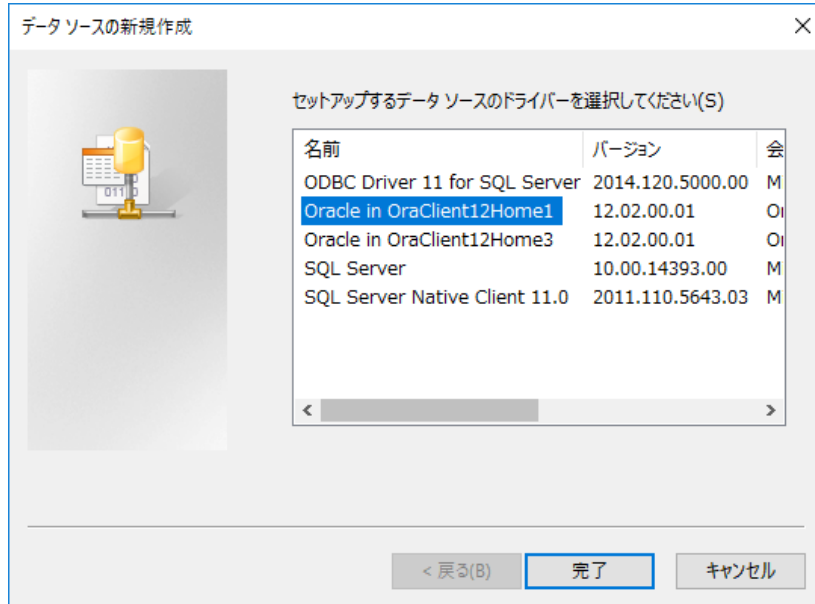 データ ソースの新規作成
セットアップするデータ ソースのドライバーを選択してください(S)
名前 バージョン 会
ODBC Driver 11 for SQL Server 2014.120.5000.00 M
Oracle in OraClient12Home1 12.02.00.01 O
Oracle in OraClient12Home3 12.02.00.01 O
SQL Server 10.00.14393.00 M
SQL Server Native Client 11.0 2011.110.5643.03 M
< 戻る(B) 完了 キャンセル